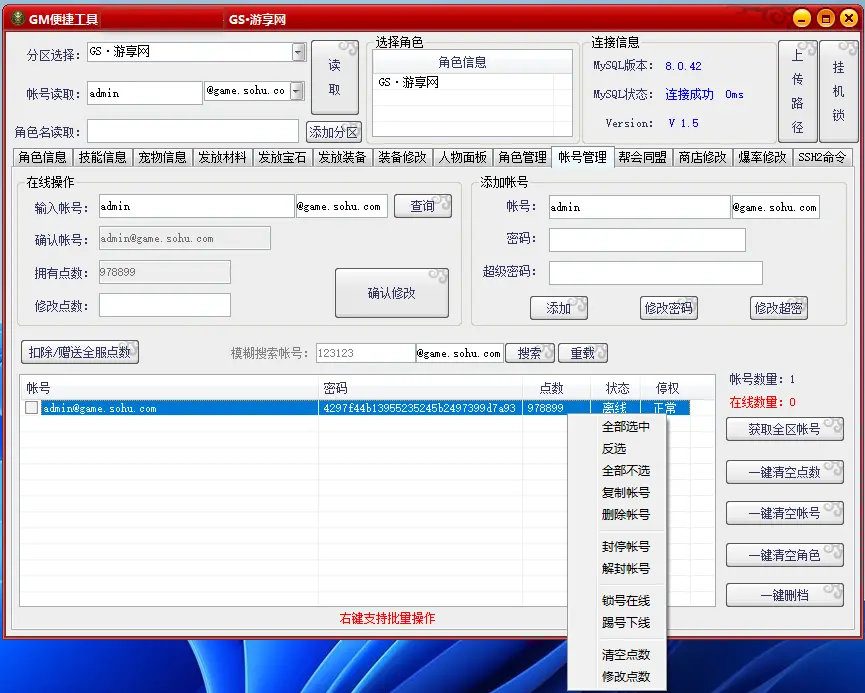 GM便捷工具 GS·游享网
分区选择: GS·游享网
读取
帐号读取: admin @game.sohu.co
角色名读取: 添加分区
选择角色
角色信息
GS·游享网
连接信息
MySQL版本: 8.0.42
MySQL状态: 连接成功 0ms
Version: V 1.5
上传路径
挂机锁
角色信息 技能信息 宠物信息 发放材料 发放宝石 发放装备 装备修改 人物面板 角色管理 帐号管理 帮会同盟 商店修改 爆率修改 SSH2命令
在线操作
输入帐号: admin @game.sohu.com 查询
确认帐号: admin@game.sohu.com
拥有点数: 978899
修改点数:
确认修改
添加帐号
帐号: admin @game.sohu.com
密码:
超级密码:
添加 修改密码 修改超密
扣除/赠送全服点数 模糊搜索帐号: 123123 @game.sohu.com 搜索 重载
帐号 密码 点数 状态 停权
admin@game.sohu.com 4297f44b13955235245b2497399d7a93 978899 离线 正常
全部选中
反选
全部不选
复制帐号
删除帐号
封停帐号
解封帐号
锁号在线
踢号下线
清空点数
修改点数
帐号数量: 1
在线数量: 0
获取全区帐号
一键清空点数
一键清空帐号
一键清空角色
一键删档
右键支持批量操作